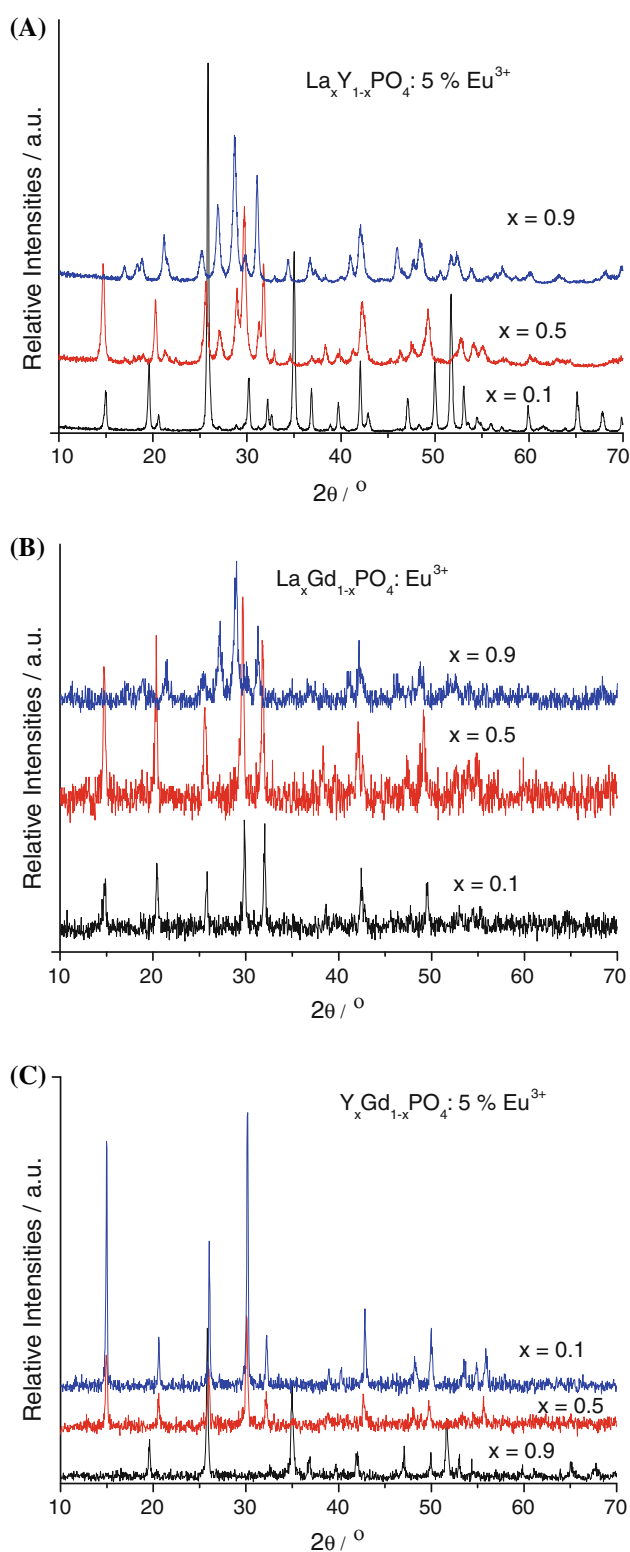 (A)
LaₓY₁₋ₓPO₄: 5 % Eu³⁺
Relative Intensities / a.u.
x = 0.9
x = 0.5
x = 0.1
10 20 30 40 50 60 70
2θ / °
(B)
LaₓGd₁₋ₓPO₄: Eu³⁺
Relative Intensities / a.u.
x = 0.9
x = 0.5
x = 0.1
10 20 30 40 50 60 70
2θ / °
(C)
YₓGd₁₋ₓPO₄: 5 % Eu³⁺
Relative Intensities / a.u.
x = 0.1
x = 0.5
x = 0.9
10 20 30 40 50 60 70
2θ / °